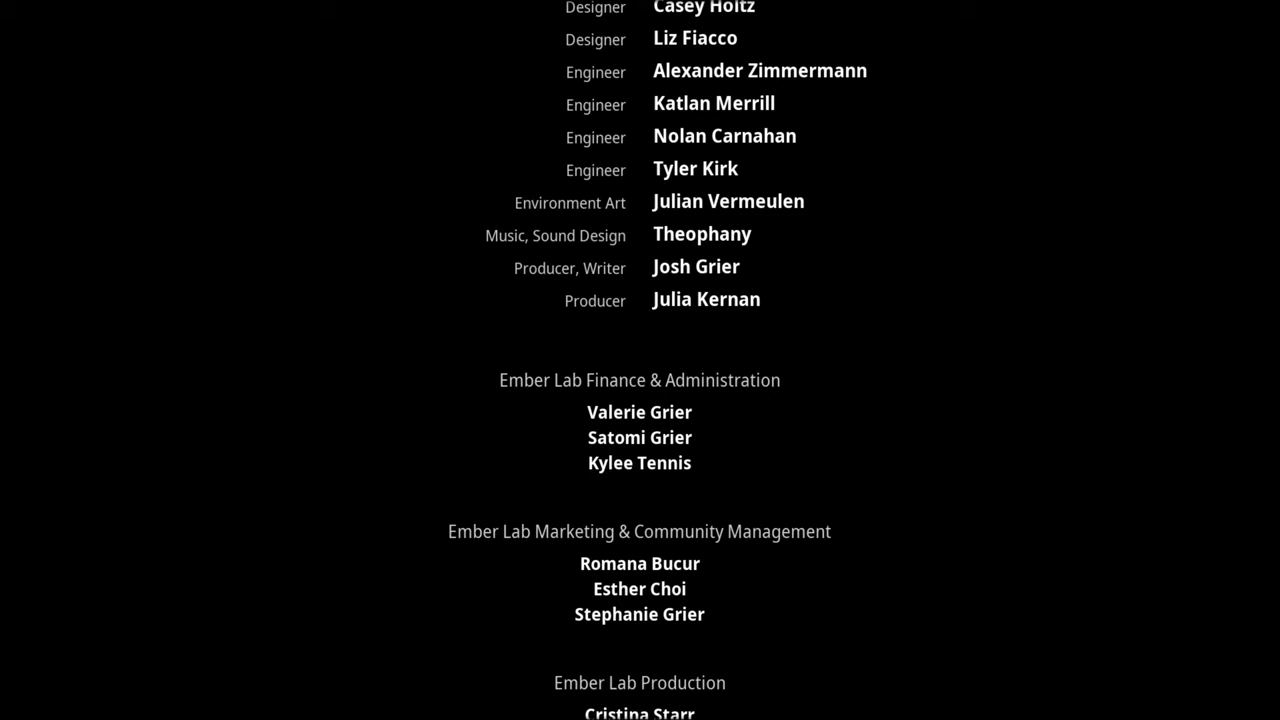 Designer Casey Holtz
Designer Liz Fiacco
Engineer Alexander Zimmermann
Engineer Katlan Merrill
Engineer Nolan Carnahan
Engineer Tyler Kirk
Environment Art Julian Vermeulen
Music, Sound Design Theophany
Producer, Writer Josh Grier
Producer Julia Kernan
Ember Lab Finance & Administration
Valerie Grier
Satomi Grier
Kylee Tennis
Ember Lab Marketing & Community Management
Romana Bucur
Esther Choi
Stephanie Grier
Ember Lab Production
Cristina Starr